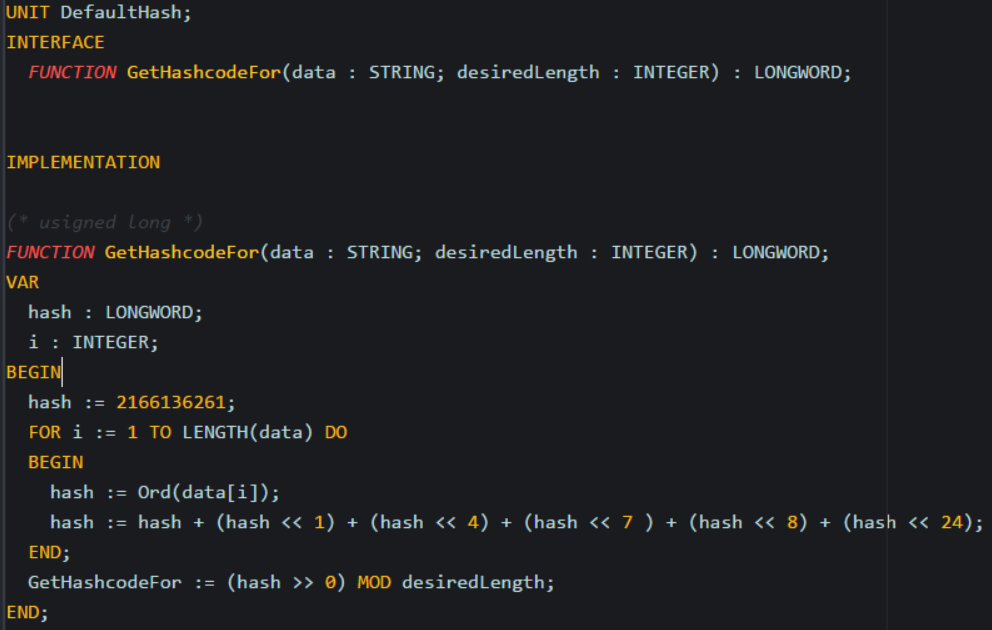 UNIT DefaultHash;
INTERFACE
FUNCTION GetHashcodeFor(data : STRING; desiredLength : INTEGER) : LONGWORD;
IMPLEMENTATION
(* usigned long *)
FUNCTION GetHashcodeFor(data : STRING; desiredLength : INTEGER) : LONGWORD;
VAR
hash : LONGWORD;
i : INTEGER;
BEGIN
hash := 2166136261;
FOR i := 1 TO LENGTH(data) DO
BEGIN
hash := Ord(data[i]);
hash := hash + (hash << 1) + (hash << 4) + (hash << 7 ) + (hash << 8) + (hash << 24);
END;
GetHashcodeFor := (hash >> 0) MOD desiredLength;
END;